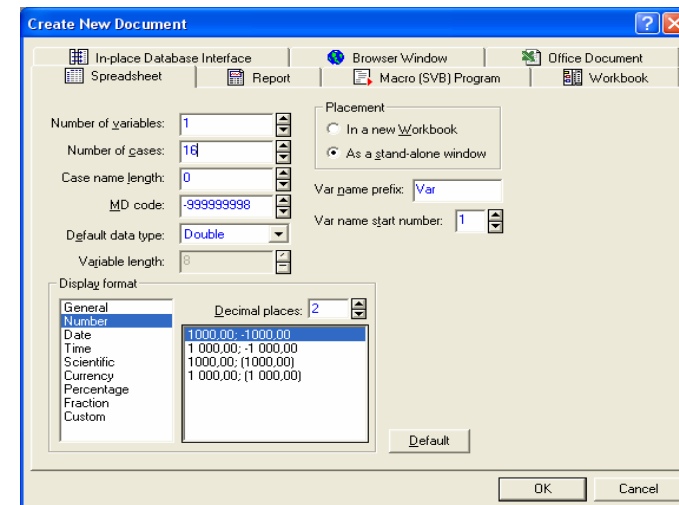 Create New Document
In-place Database Interface
Browser Window
Office Document
Spreadsheet
Report
Macro (SVB) Program
Workbook
Number of variables: 1
Number of cases: 16
Case name length: 0
MD code: -999999998
Default data type: Double
Variable length: 8
Placement
In a new Workbook
As a stand-alone window
Var name prefix: Var
Var name start number: 1
Display format
General
Number
Date
Time
Scientific
Currency
Percentage
Fraction
Custom
Decimal places: 2
1000,00; -1000,00
1 000,00; -1 000,00
1000,00; (1000,00)
1 000,00; (1 000,00)
Default
OK
Cancel